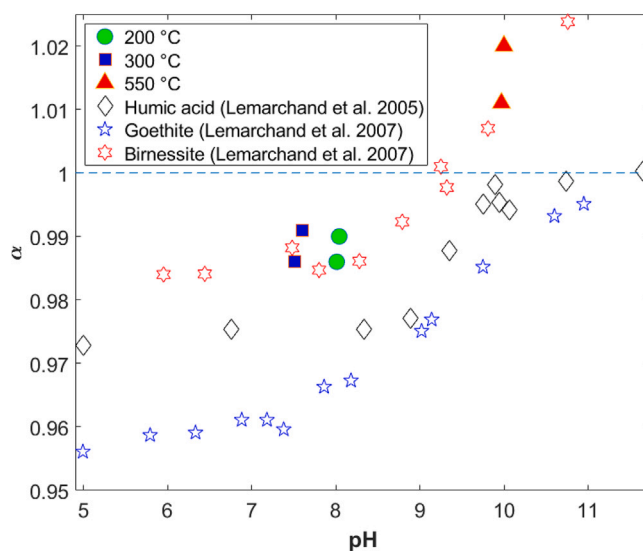 1.02
1.01
1
0.99
0.98
0.97
0.96
0.95
α
200 °C
300 °C
550 °C
Humic acid (Lemarchand et al. 2005)
Goethite (Lemarchand et al. 2007)
Birnessite (Lemarchand et al. 2007)
5 6 7 8 9 10 11
pH